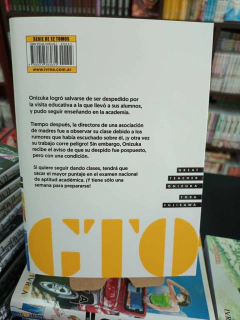 SERIE DE 12 TOMOS
www.ivrea.com.ar
Onizuka logró salvarse de ser despedido por
la visita educativa a la que llevó a sus alumnos,
y pudo seguir enseñando en la academia.
Tiempo después, la directora de una asociación
de madres fue a observar su clase debido a los
rumores que había escuchado sobre él, ¡y otra vez
su trabajo corre peligro! Sin embargo, Onizuka
recibe el aviso de que su despido fue pospuesto,
pero con una condición.
Si quiere seguir dando clases, tendrá que
sacar el mayor puntaje en el examen nacional
de aptitud académica. ¡Y tiene sólo una
semana para prepararse!
GREAT
TEACHER
ONIZUKA
TORU
FUJISAWA
GTO